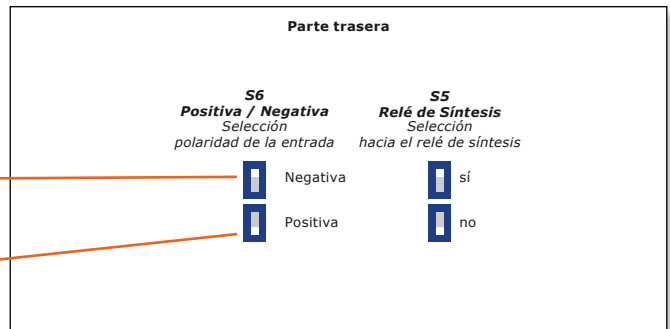 Parte trasera
S6
Positiva / Negativa
Selección
polaridad de la entrada
S5
Relé de Síntesis
Selección
hacia el relé de síntesis
Negativa
sí
Positiva
no